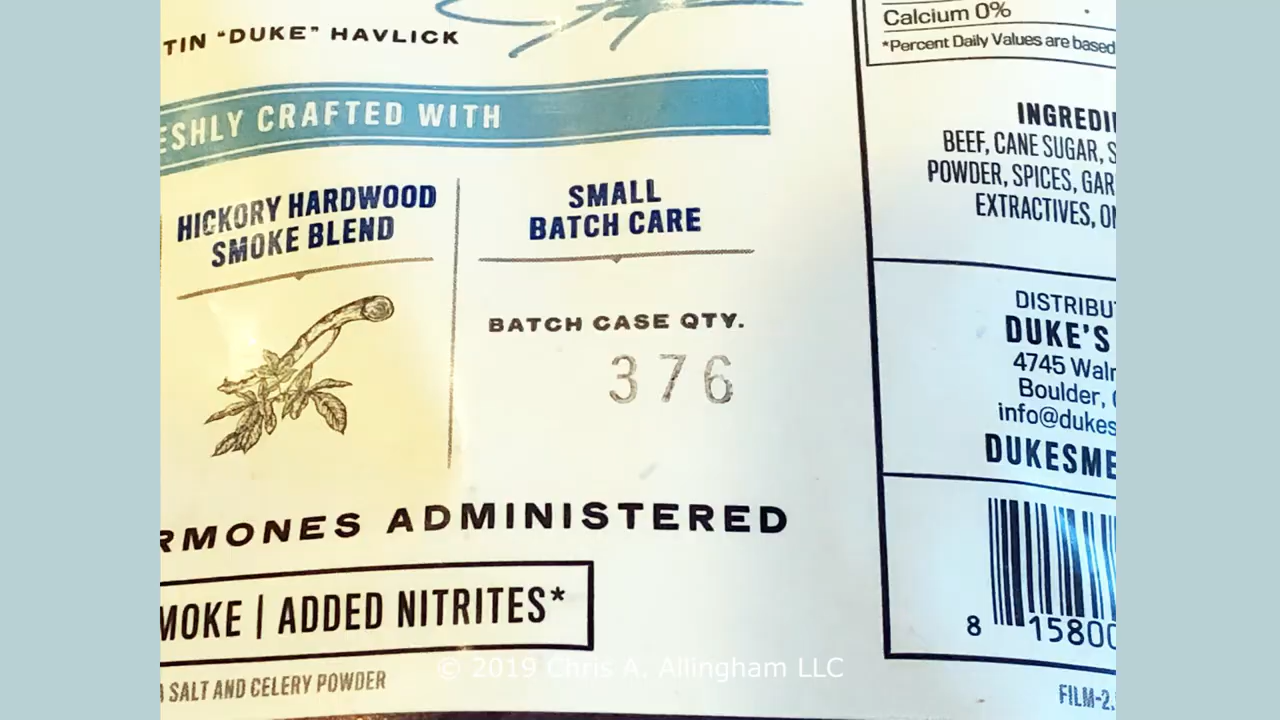 TIN “DUKE” HAVLICK
ESHLY CRAFTED WITH
HICKORY HARDWOOD
SMOKE BLEND
SMALL
BATCH CARE
BATCH CASE QTY.
376
RMONES ADMINISTERED
MOKE | ADDED NITRITES*
SALT AND CELERY POWDER
Calcium 0%
*Percent Daily Values are based
INGREDI
BEEF, CANE SUGAR, S
POWDER, SPICES, GAR
EXTRACTIVES, ON
DISTRIBU
DUKE'S
4745 Waln
Boulder,
info@dukes
DUKESME
8 15800
FILM-2.
© 2019 Chris A. Allingham LLC